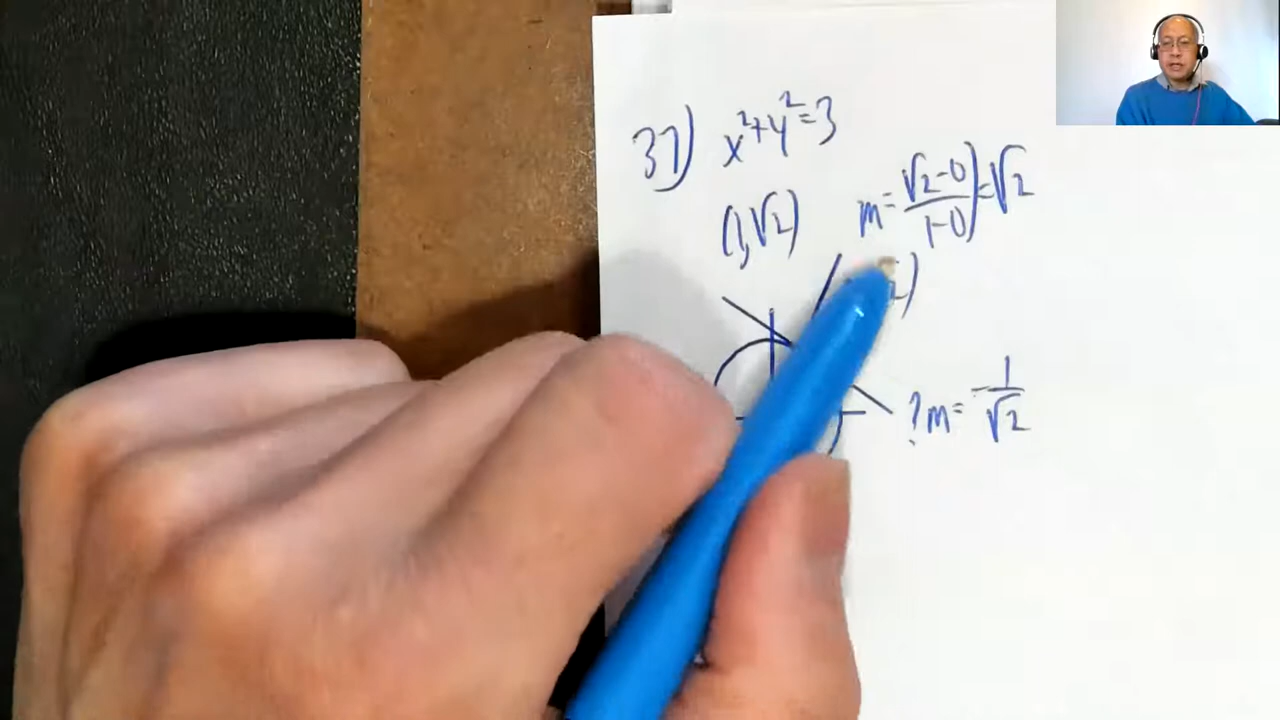 37) x²+y²=3
(1,√2) m=(√2-0)/(1-0)=√2
?m= -1/√2